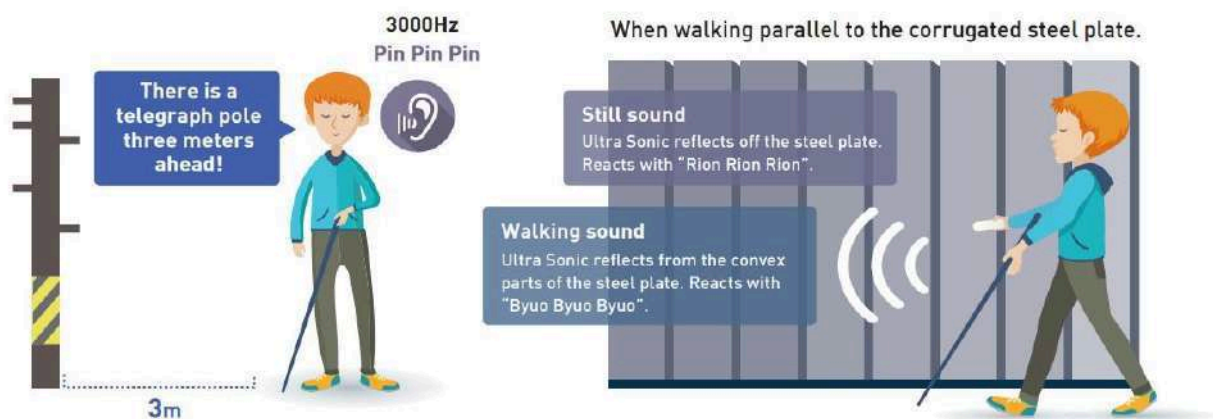 3000Hz
Pin Pin Pin
There is a
telegraph pole
three meters
ahead!
3m
When walking parallel to the corrugated steel plate.
Still sound
Ultra Sonic reflects off the steel plate.
Reacts with “Rion Rion Rion”.
Walking sound
Ultra Sonic reflects from the convex
parts of the steel plate. Reacts with
“Byuo Byuo Byuo”.